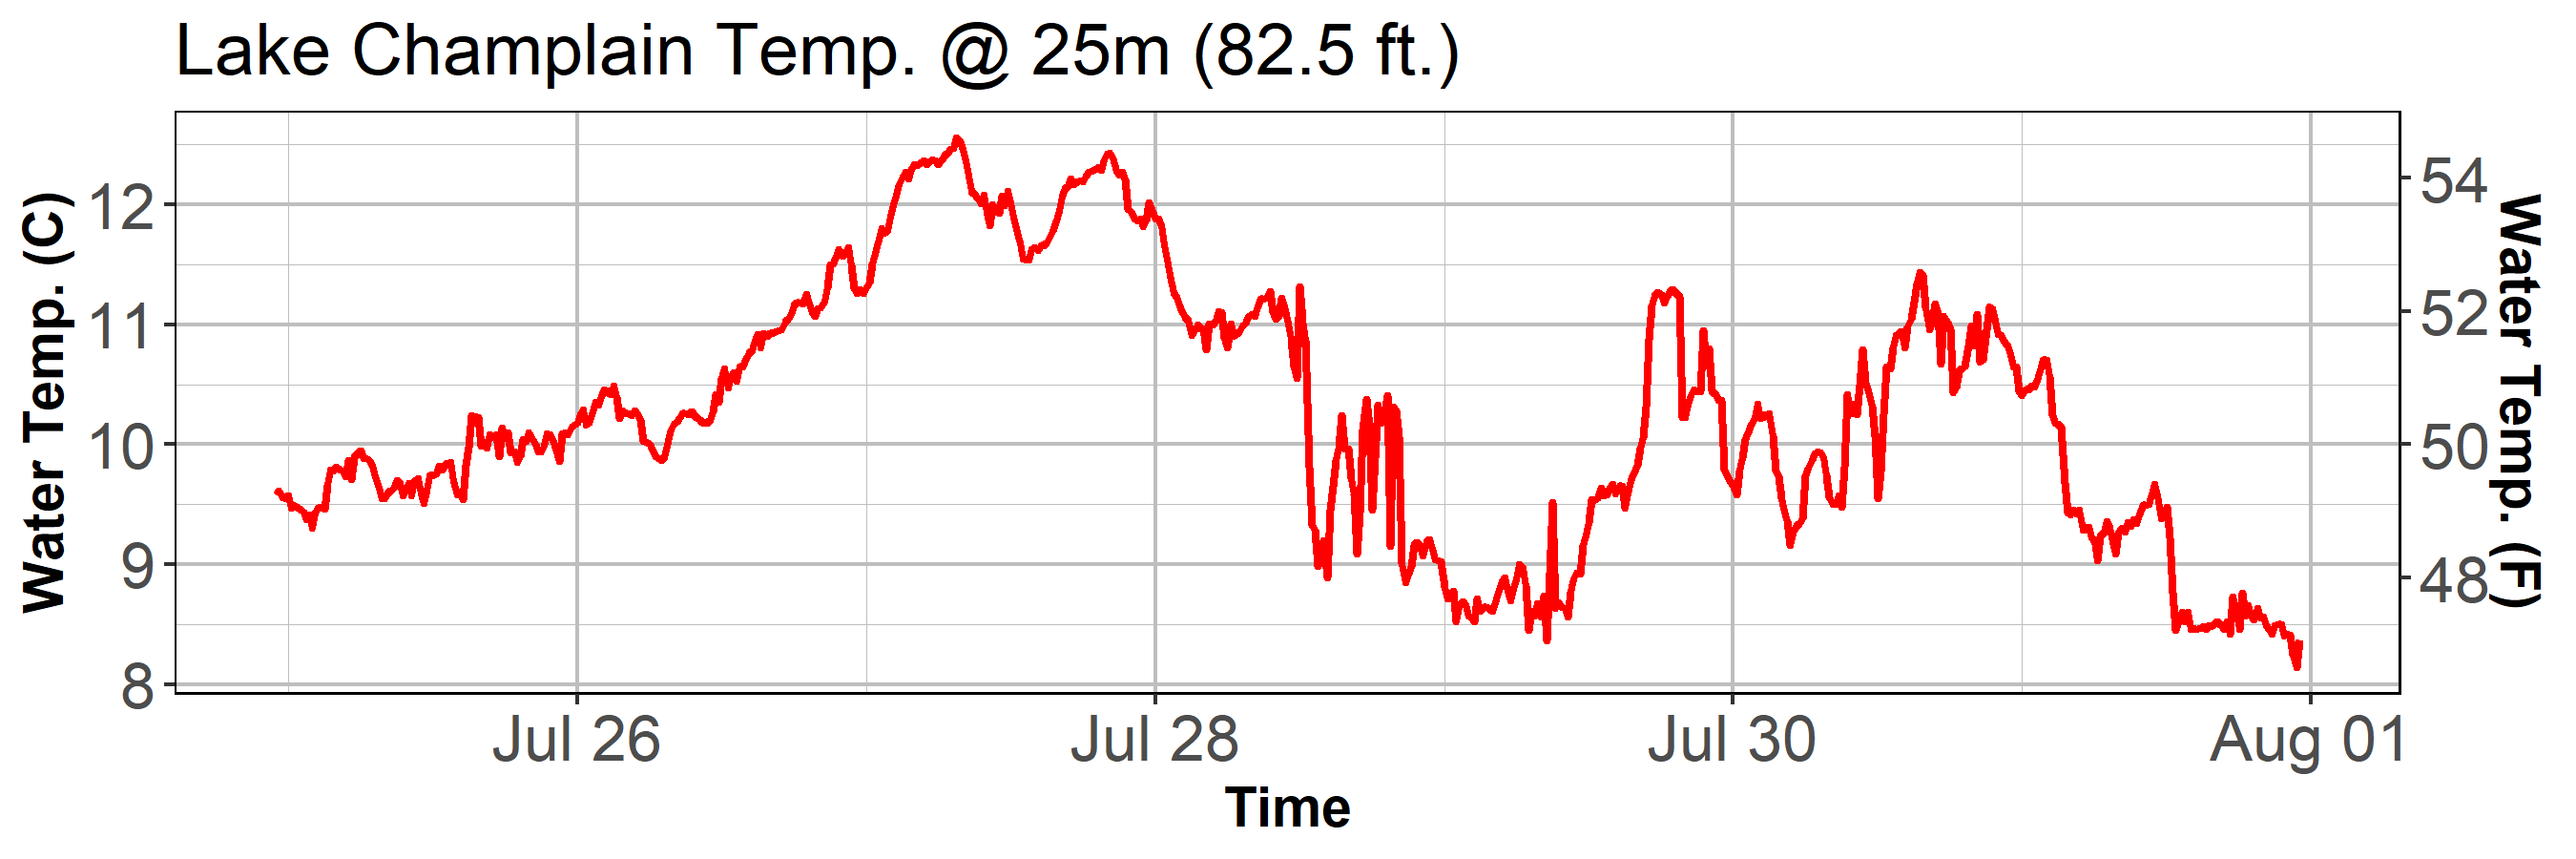 Lake Champlain Temp. @ 25m (82.5 ft.)
Water Temp. (C)
12
11
10
9
8
54
52
50
48
Water Temp. (F)
Jul 26
Jul 28
Jul 30
Aug 01
Time